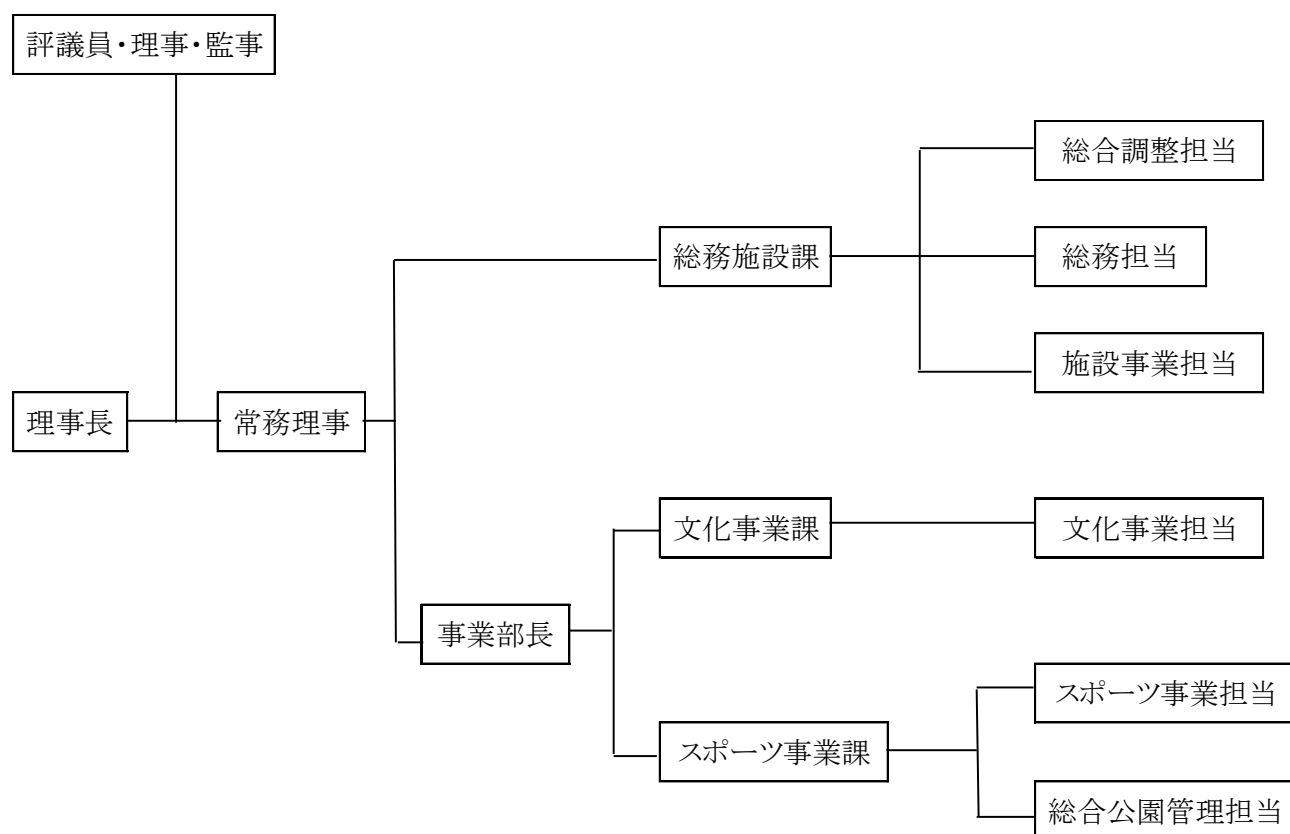 評議員・理事・監事
総合調整担当
総務施設課
総務担当
施設事業担当
理事長
常務理事
文化事業課
文化事業担当
事業部長
スポーツ事業担当
スポーツ事業課
総合公園管理担当